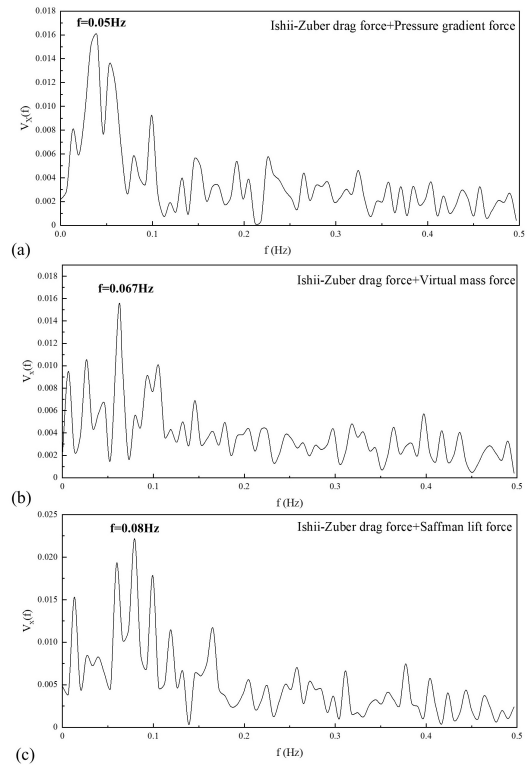 f=0.05Hz
Ishii-Zuber drag force+Pressure gradient force
0.018
0.016
0.014
0.012
0.010
0.008
0.006
0.004
0.002
0
VX(f)
0.0 0.1 0.2 0.3 0.4 0.5
f (Hz)
(a)
f=0.067Hz
Ishii-Zuber drag force+Virtual mass force
0.018
0.016
0.014
0.012
0.010
0.008
0.006
0.004
0.002
0
Vx(f)
0 0.1 0.2 0.3 0.4 0.5
f (Hz)
(b)
f=0.08Hz
Ishii-Zuber drag force+Saffman lift force
0.025
0.020
0.015
0.010
0.005
0
Vx(f)
0 0.1 0.2 0.3 0.4 0.5
f (Hz)
(c)